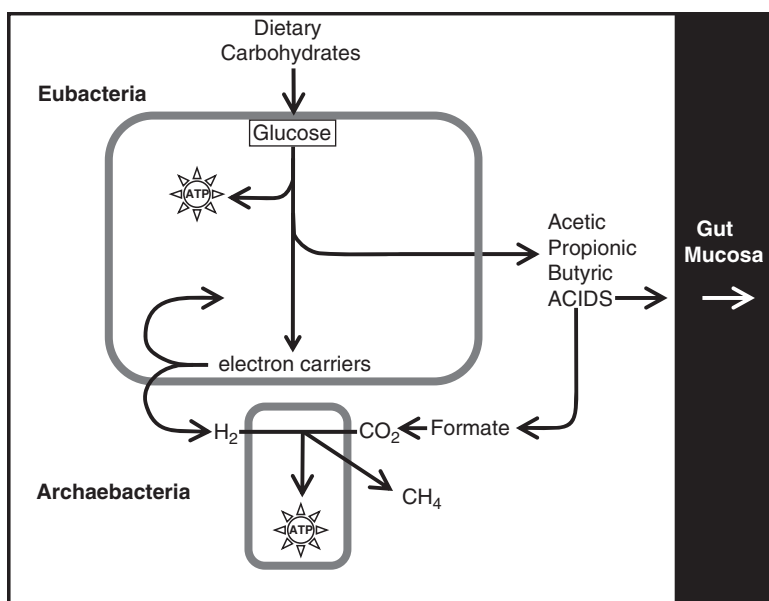 Dietary
Carbohydrates
Eubacteria
Glucose
ATP
Acetic
Propionic
Butyric
ACIDS
Gut
Mucosa
electron carriers
H2
CO2
Formate
Archaebacteria
CH4
ATP